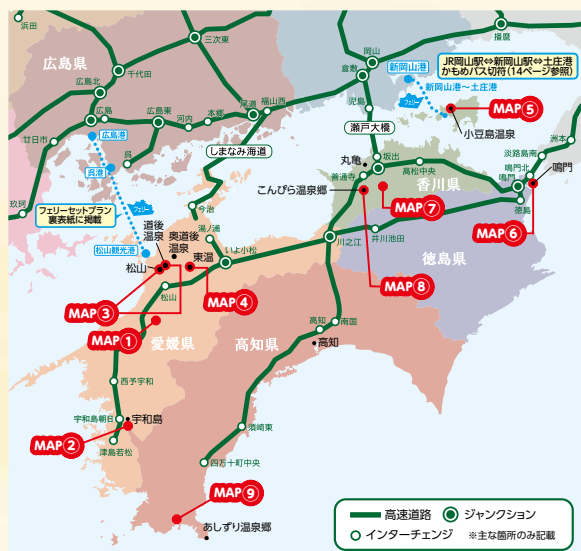 浜田
三次東
播磨
広島県
千代田
岡山
倉敷
新岡山港
JR岡山駅⇔新岡山駅⇔土庄港
かもめバス切符(14ページ参照)
新岡山港〜土庄港
フェリー
広島北
尾道
福山西
児島
MAP⑤
小豆島温泉
広島
広島東
河内
本郷
瀬戸大橋
廿日市
広島港
しまなみ海道
洲本
呉
丸亀
坂出
淡路島南
善通寺
高松中央
鳴門北
鳴門
鳴門
呉港
こんぴら温泉郷
香川県
玖珂
フェリーセットプラン
裏表紙に掲載
フェリー
今治
MAP⑦
徳島
湯ノ浦
MAP⑥
道後
温泉
奥道後
温泉
いよ小松
川之江
井川池田
松山観光港
東温
徳島県
松山
MAP④
MAP⑧
松山
MAP③
MAP①
愛媛県
高知県
高知
南国
高知
西予宇和
宇和島朝日
宇和島
須崎東
MAP②
津島若松
四万十町中央
MAP⑨
あしずり温泉郷
高速道路
ジャンクション
インターチェンジ
※主な箇所のみ記載